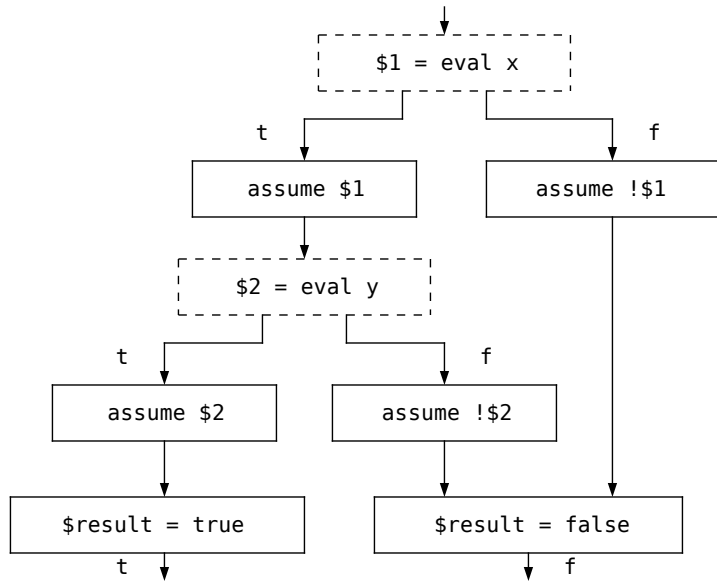 $1 = eval x
t
f
assume $1
assume !$1
$2 = eval y
t
f
assume $2
assume !$2
$result = true
$result = false
t
f